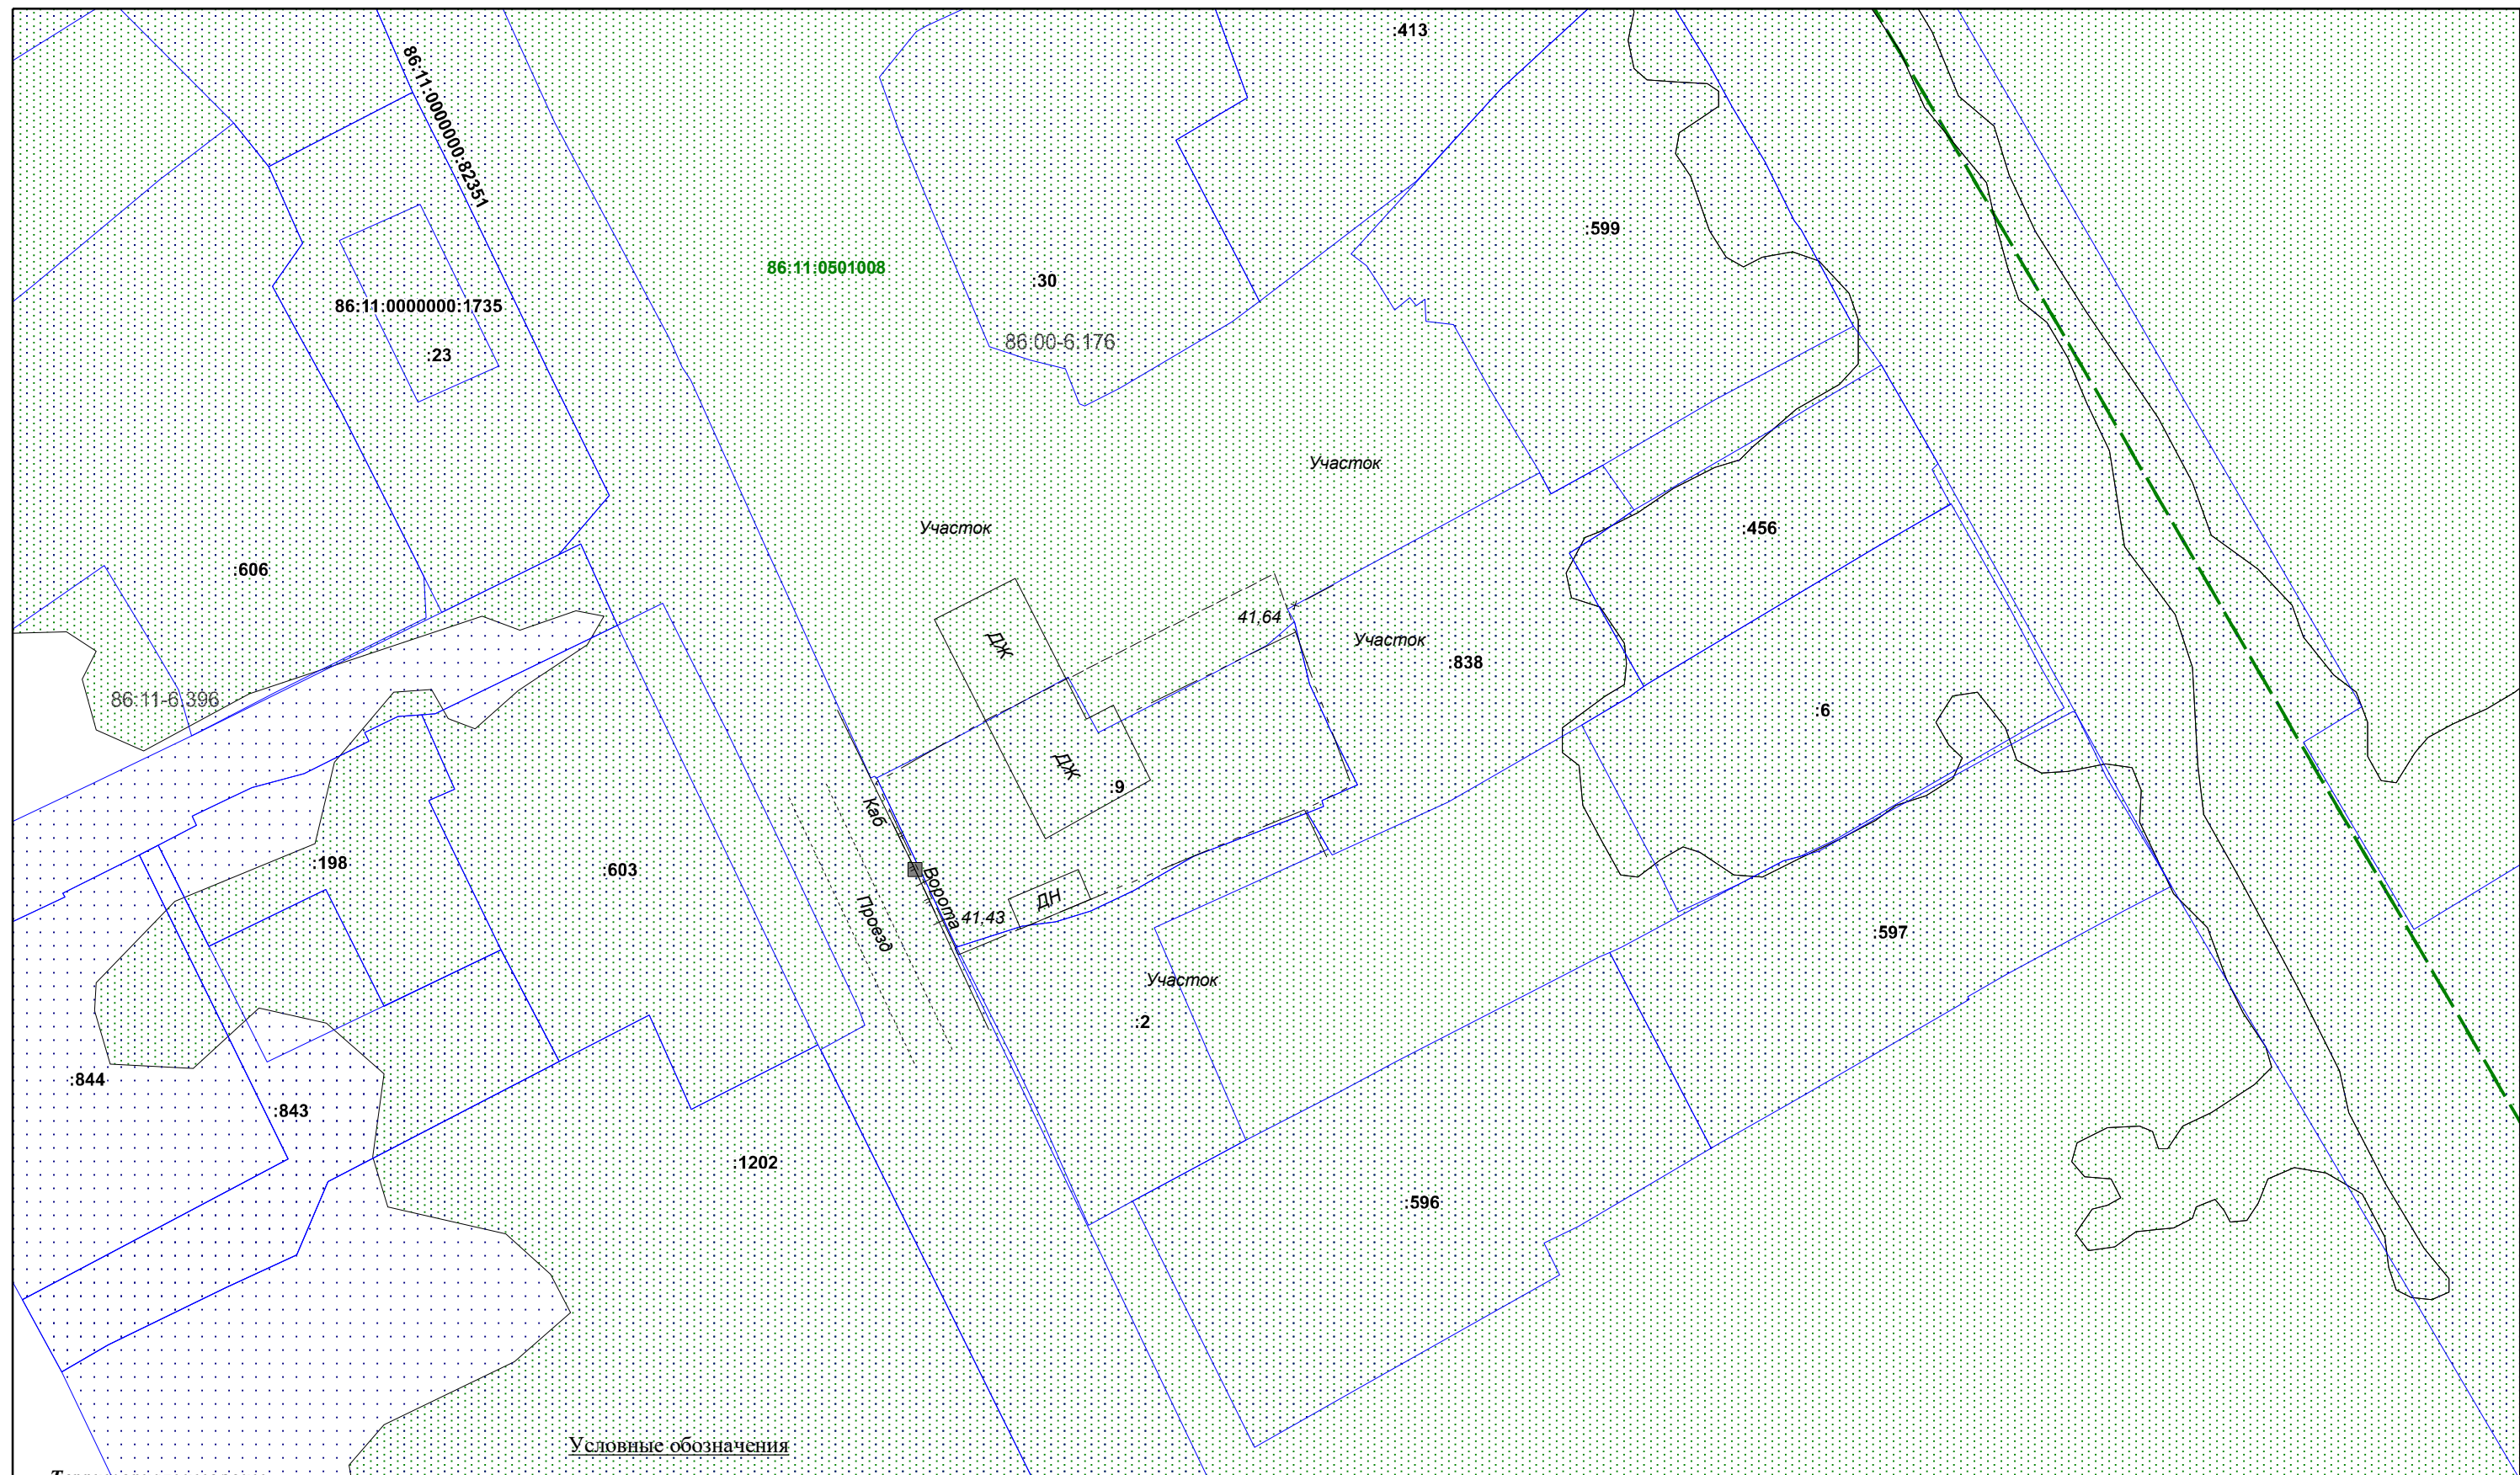 :413
86:11:0000000:82351
:599
86:11:0501008
:30
86:11:0000000:1735
86:00-6.176
:23
Участок
Участок
:456
:606
41,64
Участок
ДЖ
:838
86:11-6.396
:6
ДЖ
:9
Каб
:198
:603
Ворота
ДН
41,43
Проезд
:597
Участок
:2
:844
:843
:1202
:596
Условные обозначения